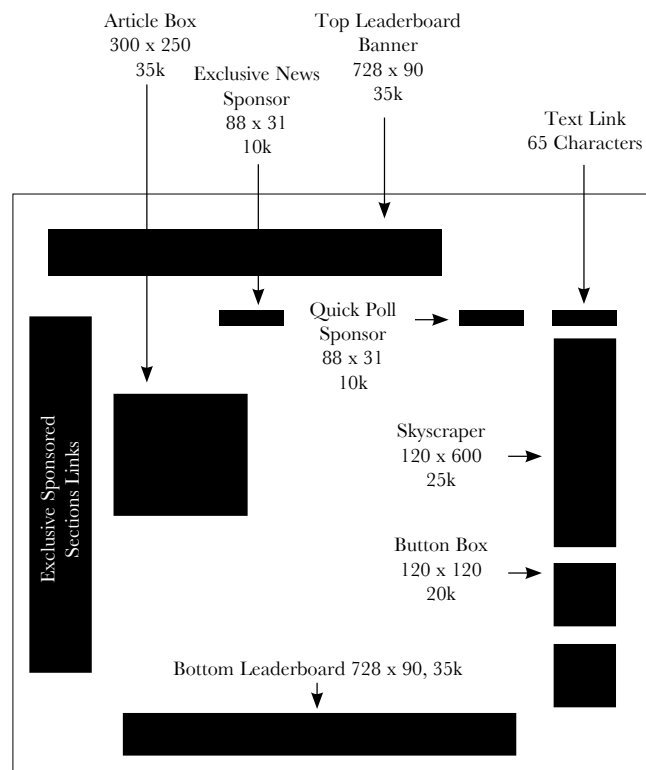 Article Box
300 x 250
35k
Exclusive News
Sponsor
88 x 31
10k
Top Leaderboard
Banner
728 x 90
35k
Text Link
65 Characters
Quick Poll
Sponsor
88 x 31
10k
Exclusive Sponsored
Sections Links
Skyscraper
120 x 600
25k
Button Box
120 x 120
20k
Bottom Leaderboard 728 x 90, 35k